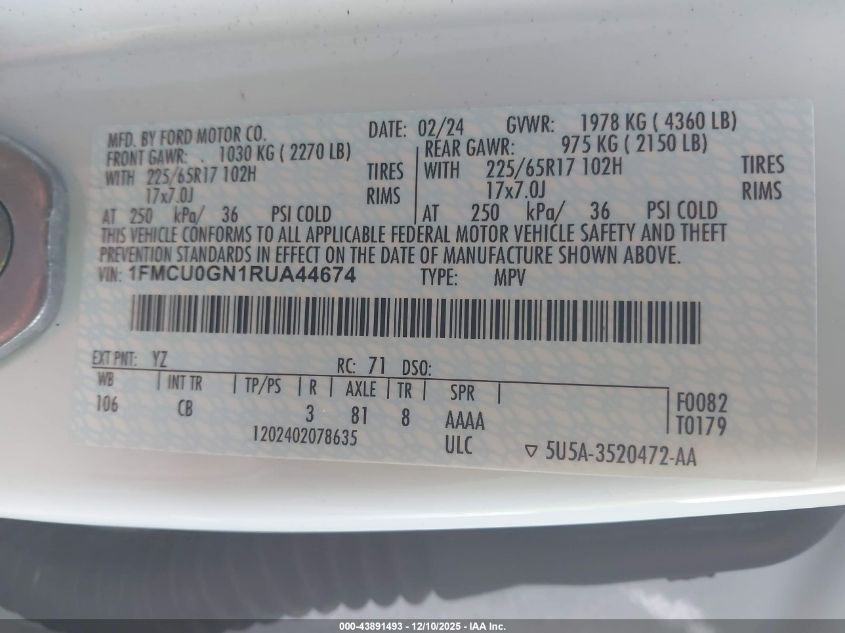 MFD. BY FORD MOTOR CO. DATE: 02/24 GVWR: 1978 KG ( 4360 LB)
FRONT GAWR: . 1030 KG ( 2270 LB) REAR GAWR: 975 KG ( 2150 LB)
WITH 225/65R17 102H TIRES WITH 225/65R17 102H TIRES
17x7.0J RIMS 17x7.0J RIMS
AT 250 kPa/ 36 PSI COLD AT 250 kPa/ 36 PSI COLD
THIS VEHICLE CONFORMS TO ALL APPLICABLE FEDERAL MOTOR VEHICLE SAFETY AND THEFT
PREVENTION STANDARDS IN EFFECT ON THE DATE OF MANUFACTURE SHOWN ABOVE.
VIN: 1FMCU0GN1RUA44674 TYPE: MPV
EXT PNT: YZ RC: 71 DSO:
WB INT TR TP/PS R AXLE TR SPR F0082
106 CB 3 81 8 AAAA T0179
1202402078635 ULC 5U5A-3520472-AA
000-43891493 - 12/10/2025 - IAA Inc.